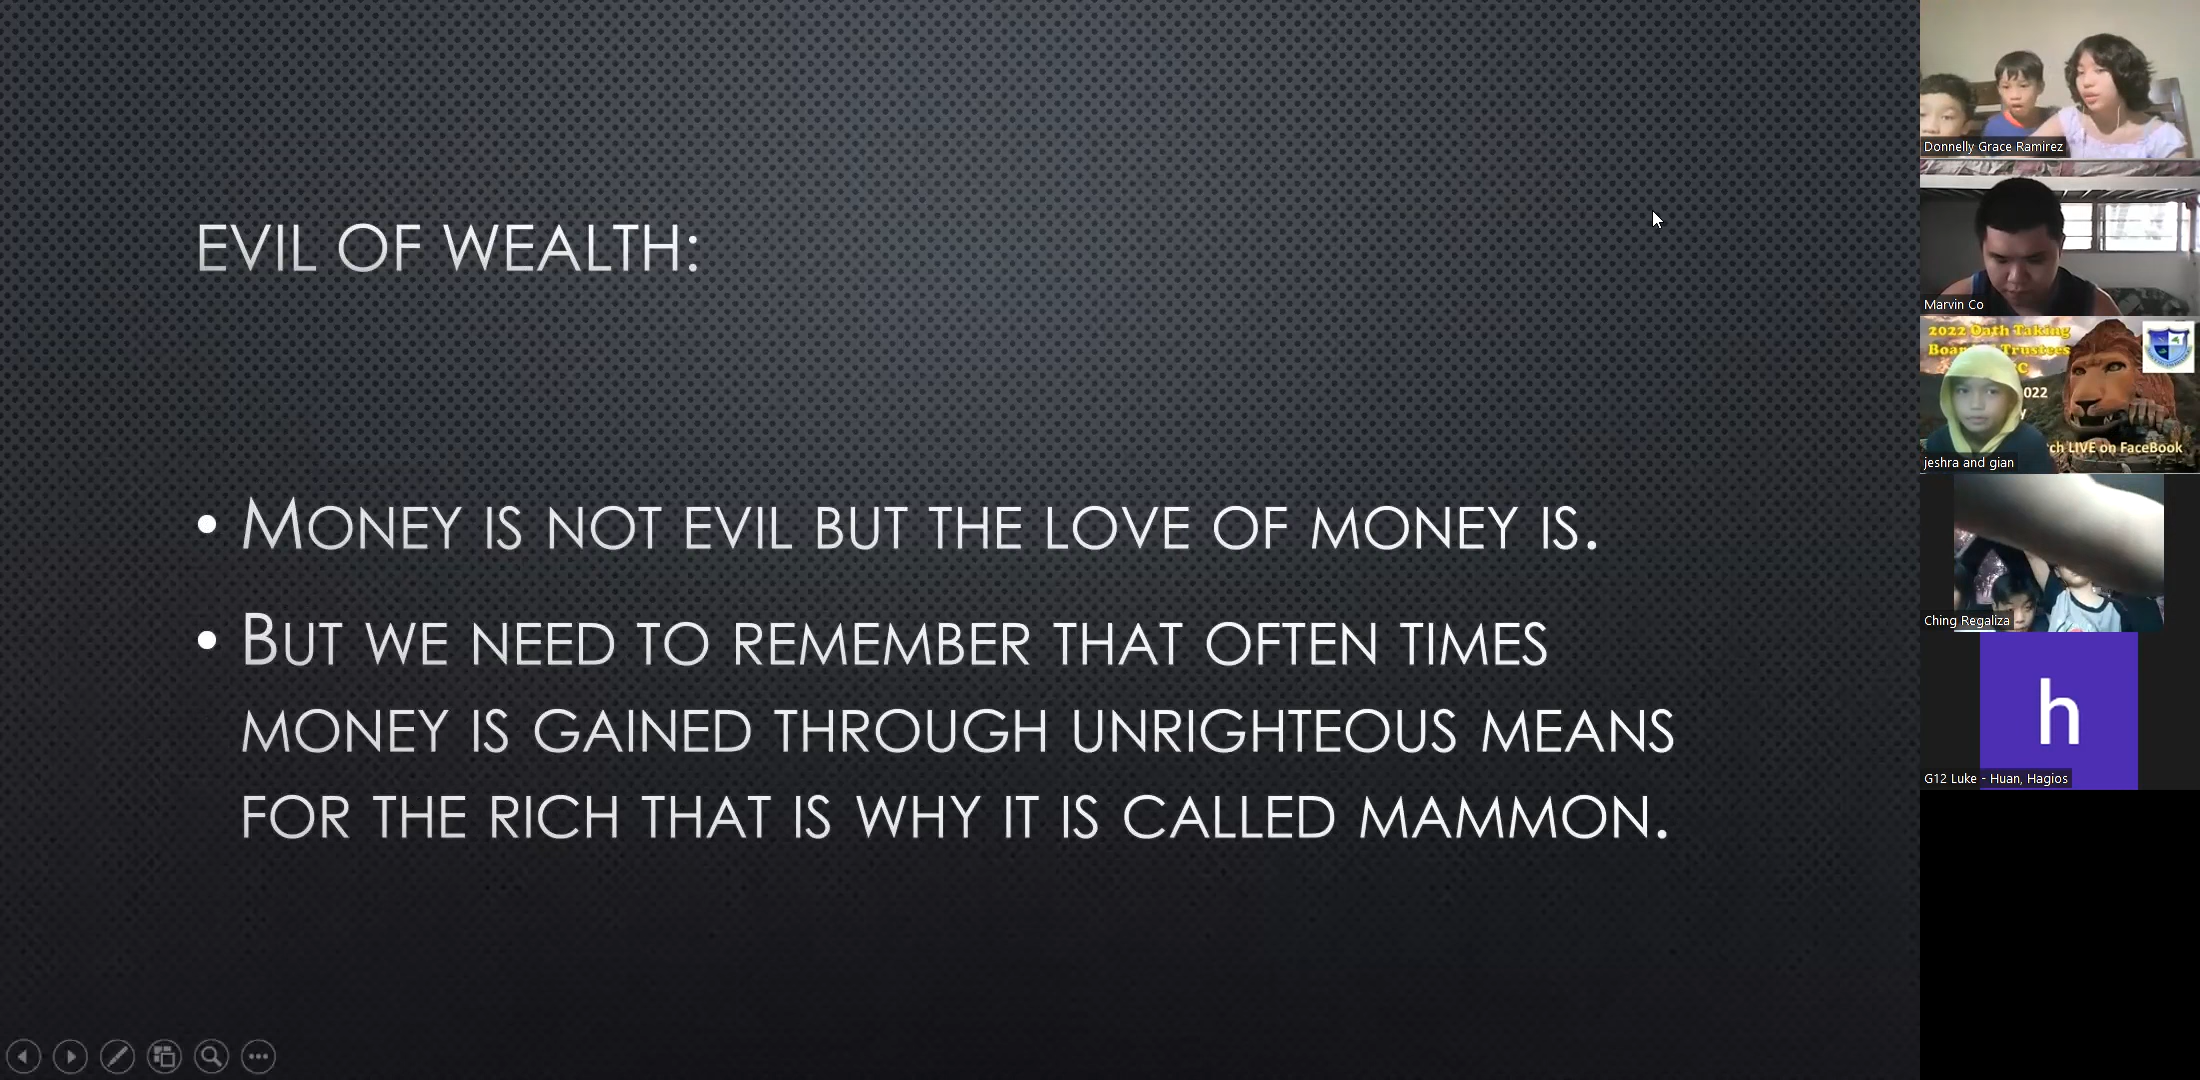 EVIL OF WEALTH:
• MONEY IS NOT EVIL BUT THE LOVE OF MONEY IS.
• BUT WE NEED TO REMEMBER THAT OFTEN TIMES
MONEY IS GAINED THROUGH UNRIGHTEOUS MEANS
FOR THE RICH THAT IS WHY IT IS CALLED MAMMON.
Donnelly Grace Ramirez
Marvin Co
2022 Oath Taking
Trustees
ch LIVE on FaceBook
jeshra and gian
Ching Regaliza
h
G12 Luke - Huan, Hagios